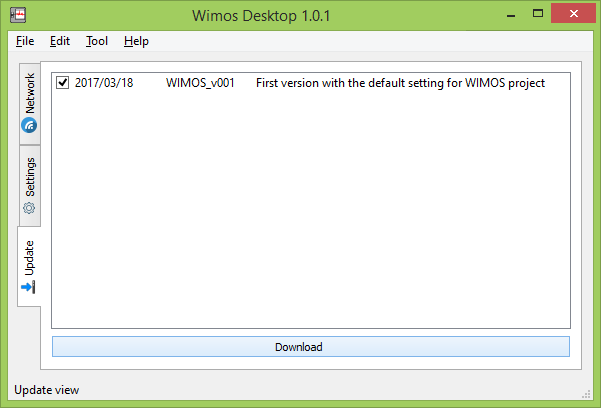 Wimos Desktop 1.0.1
File Edit Tool Help
Network
Settings
Update
2017/03/18 WIMOS_v001 First version with the default setting for WIMOS project
Download
Update view